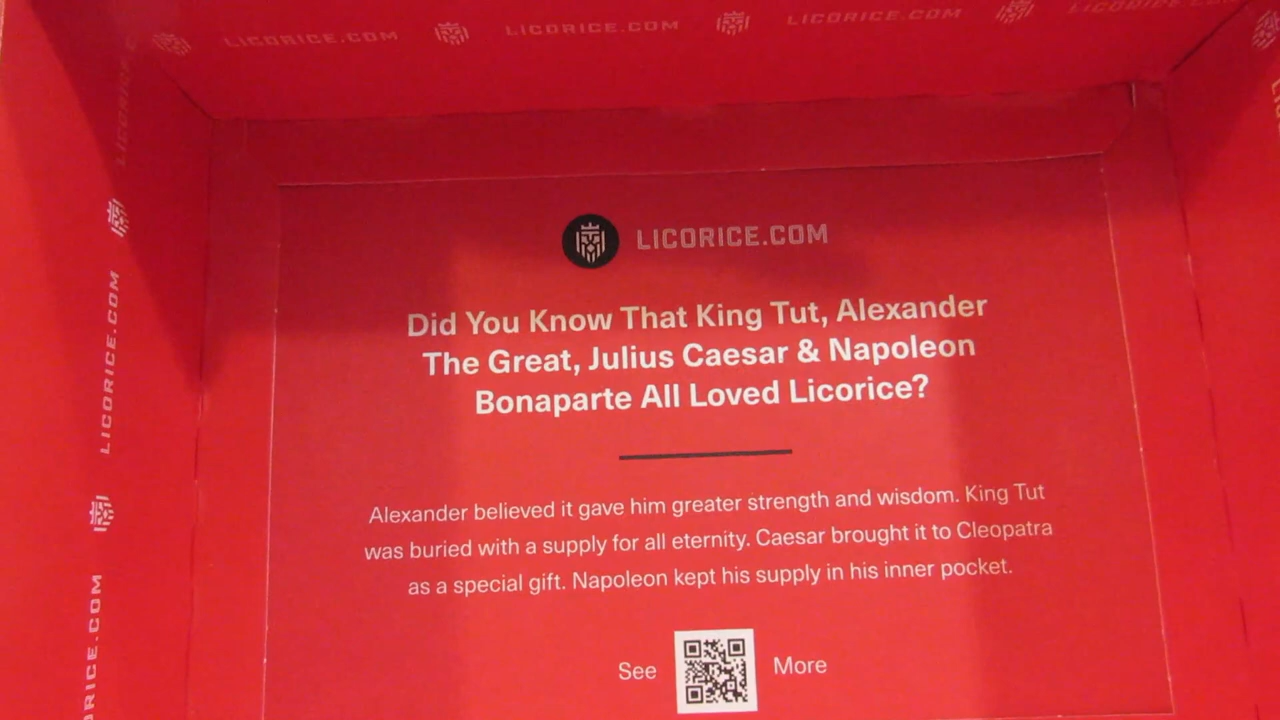 LICORICE.COM LICORICE.COM LICORICE.COM LICORICE.COM
LICORICE.COM
LICORICE.COM
LICORICE.COM
Did You Know That King Tut, Alexander
The Great, Julius Caesar & Napoleon
Bonaparte All Loved Licorice?
Alexander believed it gave him greater strength and wisdom. King Tut
was buried with a supply for all eternity. Caesar brought it to Cleopatra
as a special gift. Napoleon kept his supply in his inner pocket.
See More
RICE.COM